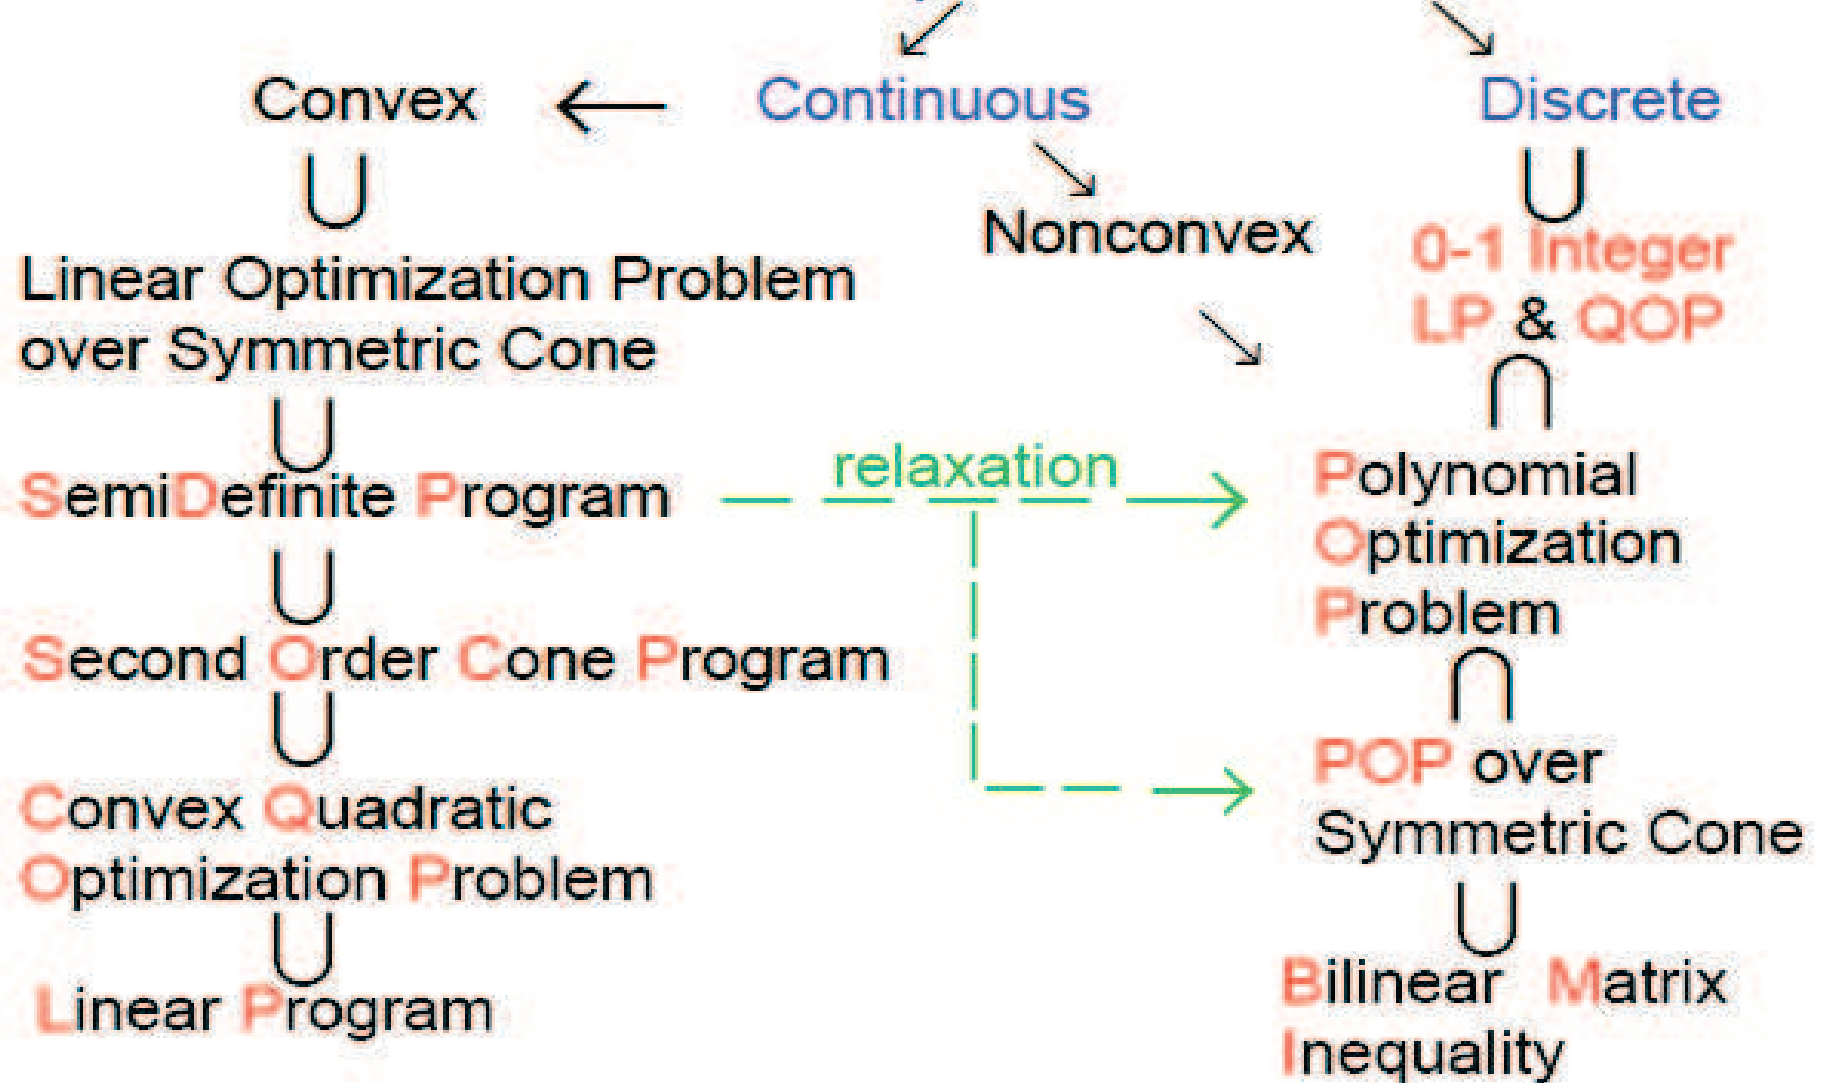 Convex
Continuous
Discrete
∪
∪
Nonconvex
0-1 Integer
LP & QOP
∩
Linear Optimization Problem
over Symmetric Cone
∪
SemiDefinite Program
relaxation
Polynomial
Optimization
Problem
∪
∩
Second Order Cone Program
∪
POP over
Symmetric Cone
∪
Convex Quadratic
Optimization Problem
∪
Linear Program
Bilinear Matrix
Inequality